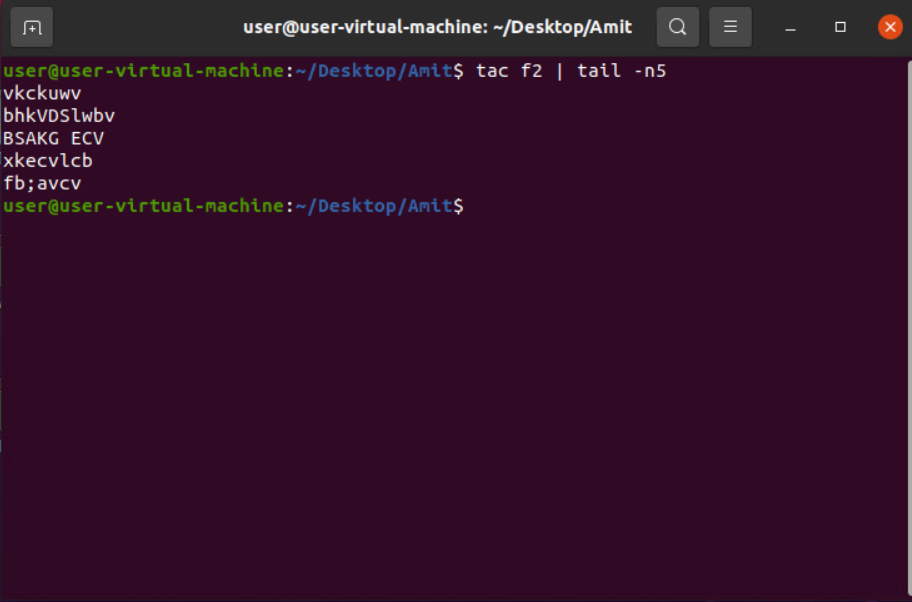 user@user-virtual-machine: ~/Desktop/Amit
user@user-virtual-machine:~/Desktop/Amit$ tac f2 | tail -n5
vkckuwv
bhkVDSlwbv
BSAKG ECV
xkecvlcb
fb;avcv
user@user-virtual-machine:~/Desktop/Amit$